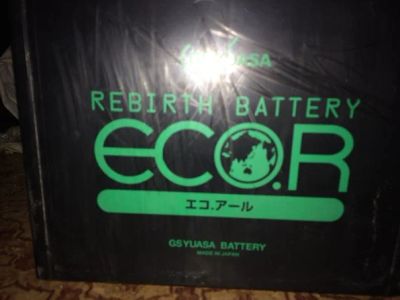 GSYUASA
REBIRTH BATTERY
ECO.R
エコ.アール
GSYUASA BATTERY
MADE IN JAPAN